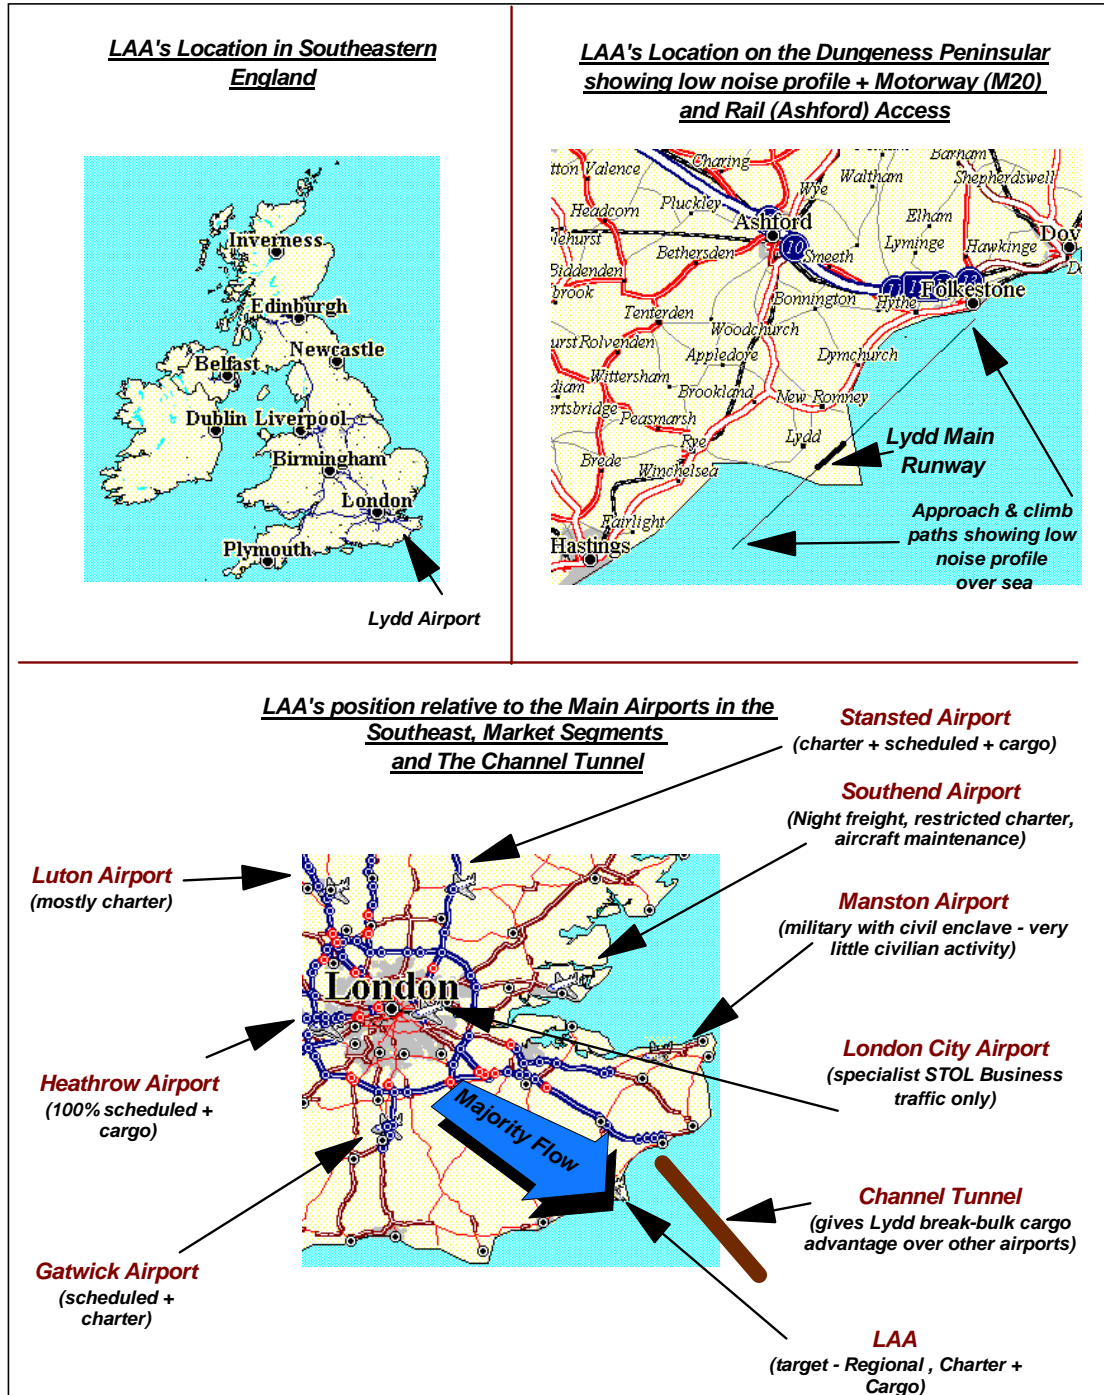 LAA's Location in Southeastern
England
Inverness
Edinburgh
Newcastle
Belfast
Dublin
Liverpool
Birmingham
London
Plymouth
Lydd Airport
LAA's Location on the Dungeness Peninsular
showing low noise profile + Motorway (M20)
and Rail (Ashford) Access
Charing
Barham
tton Valence
Waltham
Shepherdswell
Wye
Pluckley
Headcorn
Elham
Ashford
Dov
10
Bethersden
Smeeth
Lyminge
Hawkinge
Biddenden
Folkestone
Bonnington
Hythe
Tenterden
Woodchurch
Rolvenden
Appledore
Dymchurch
Wittersham
Brookland
New Romney
Peasmarsh
Rye
Lydd
Lydd Main
Runway
Brede
Winchelsea
Fairlight
Hastings
Approach & climb
paths showing low
noise profile
over sea
LAA's position relative to the Main Airports in the
Southeast, Market Segments
and The Channel Tunnel
Stansted Airport
(charter + scheduled + cargo)
Southend Airport
(Night freight, restricted charter,
aircraft maintenance)
Luton Airport
(mostly charter)
Manston Airport
(military with civil enclave - very
little civilian activity)
London
London City Airport
(specialist STOL Business
traffic only)
Heathrow Airport
(100% scheduled +
cargo)
Majority Flow
Channel Tunnel
(gives Lydd break-bulk cargo
advantage over other airports)
Gatwick Airport
(scheduled +
charter)
LAA
(target - Regional , Charter +
Cargo)